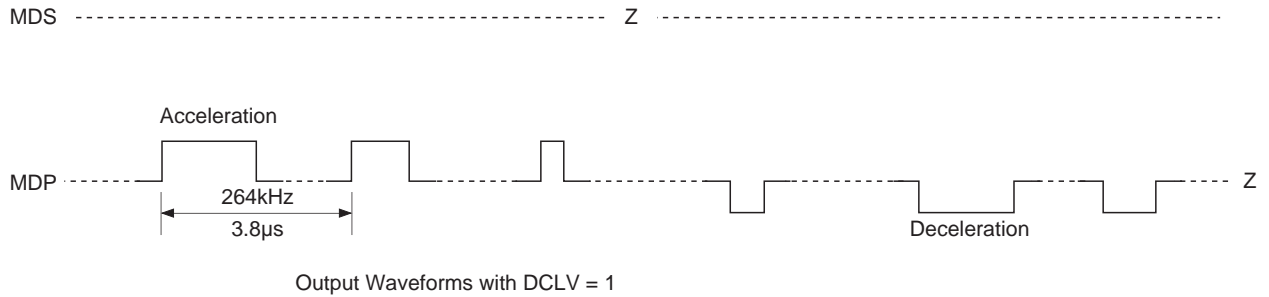 MDS Z
Acceleration
MDP Z
264kHz
3.8µs
Deceleration
Output Waveforms with DCLV = 1